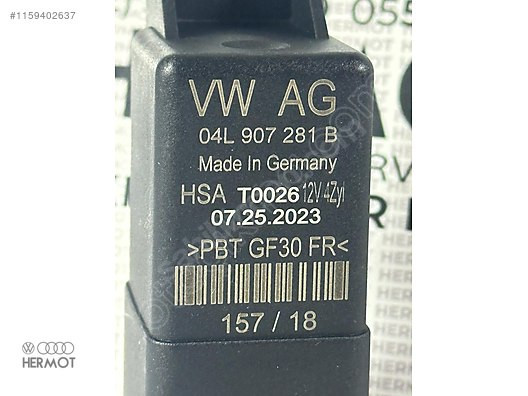 #1159402637
055
VW AG
04L 907 281 B
Made In Germany
HSA T0026 12V 4Zyl
07.25.2023
>PBT GF30 FR<
157 / 18
HERMOT